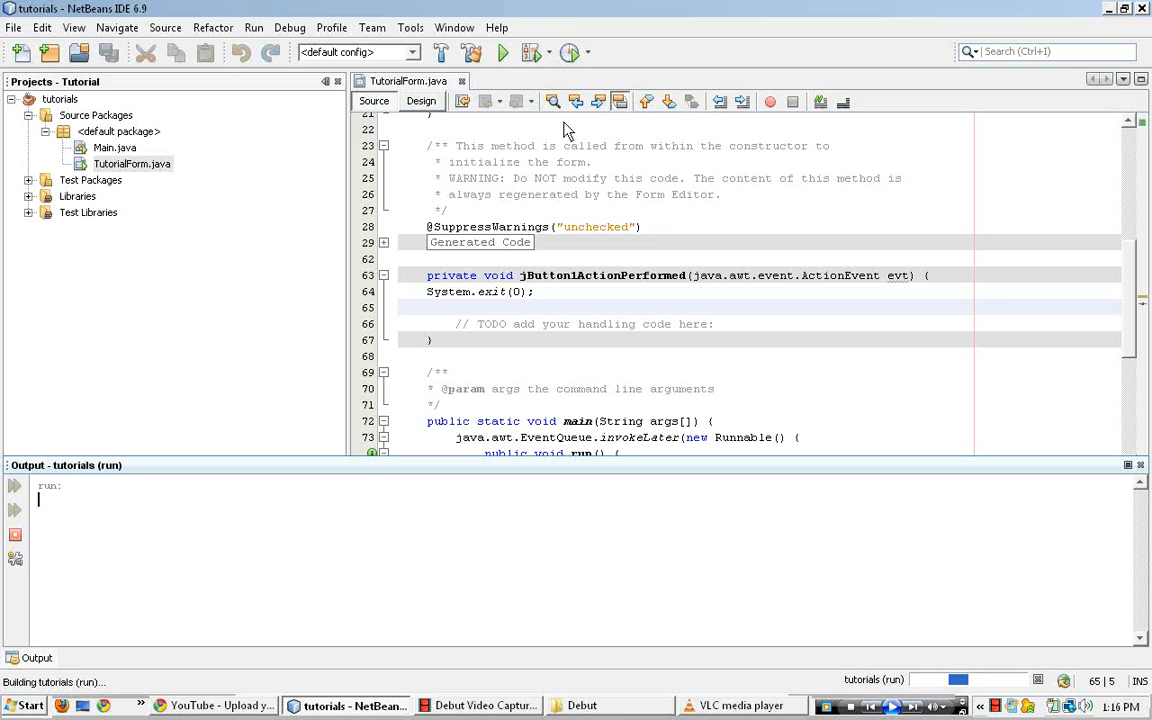 tutorials - NetBeans IDE 6.9
File Edit View Navigate Source Refactor Run Debug Profile Team Tools Window Help
<default config>
Search (Ctrl+I)
Projects - Tutorial
tutorials
Source Packages
<default package>
Main.java
TutorialForm.java
Test Packages
Libraries
Test Libraries
TutorialForm.java
Source Design
21 }
22
23 /** This method is called from within the constructor to
24 * initialize the form.
25 * WARNING: Do NOT modify this code. The content of this method is
26 * always regenerated by the Form Editor.
27 */
28 @SuppressWarnings("unchecked")
29 Generated Code
62
63 private void jButton1ActionPerformed(java.awt.event.ActionEvent evt) {
64 System.exit(0);
65
66 // TODO add your handling code here:
67 }
68
69 /**
70 * @param args the command line arguments
71 */
72 public static void main(String args[]) {
73 java.awt.EventQueue.invokeLater(new Runnable() {
public void run() {
Output - tutorials (run)
run:
Output
Building tutorials (run)...
tutorials (run)
65 | 5
INS
Start
YouTube - Upload y...
tutorials - NetBean...
Debut Video Captur...
Debut
VLC media player
1:16 PM